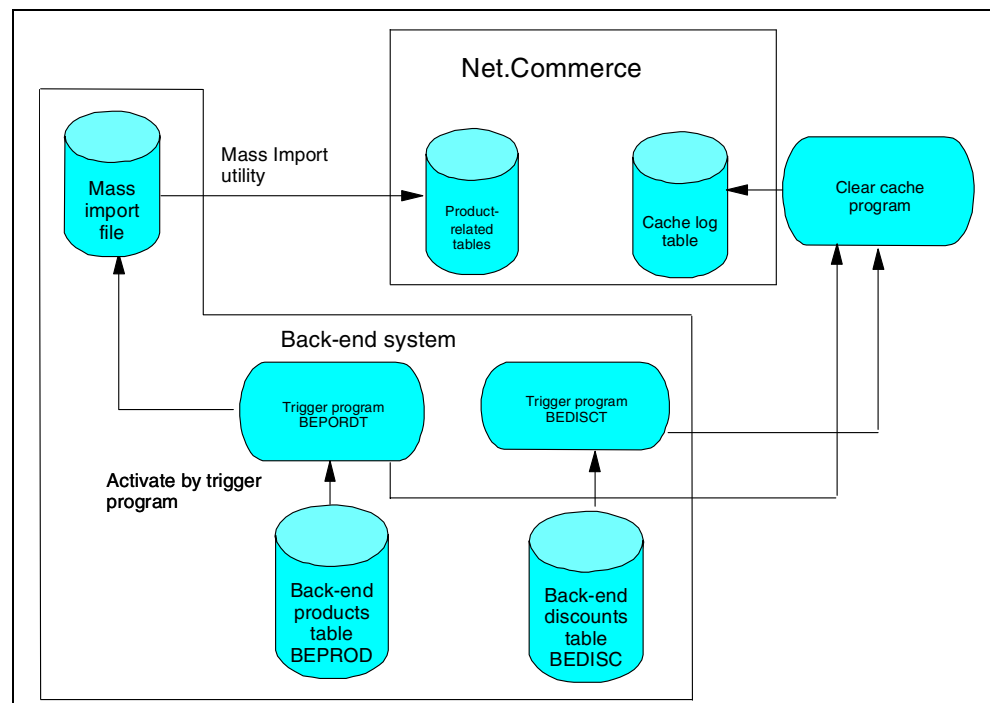 Net.Commerce
Mass
import
file
Mass Import
utility
Product-
related
tables
Cache log
table
Clear cache
program
Back-end system
Trigger program
BEPORDT
Trigger program
BEDISCT
Activate by trigger
program
Back-end
products
table
BEPROD
Back-end
discounts
table
BEDISC